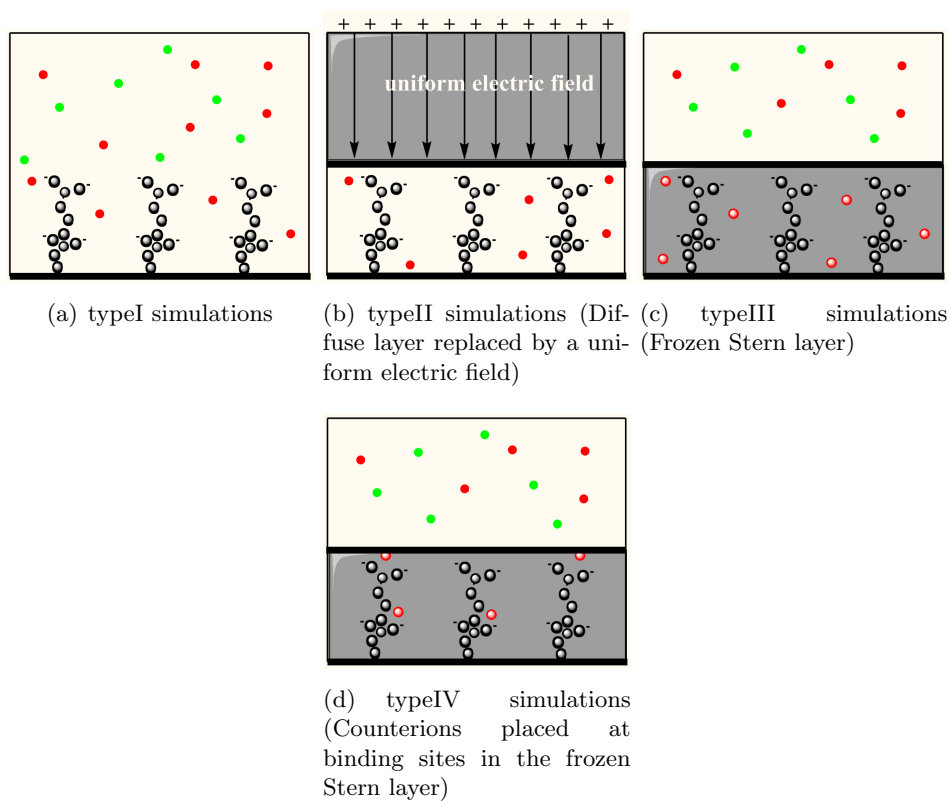 + + + + + + + + +
uniform electric field
(a) typeI simulations
(b) typeII simulations (Dif-
fuse layer replaced by a uni-
form electric field)
(c) typeIII simulations
(Frozen Stern layer)
(d) typeIV simulations
(Counterions placed at
binding sites in the frozen
Stern layer)